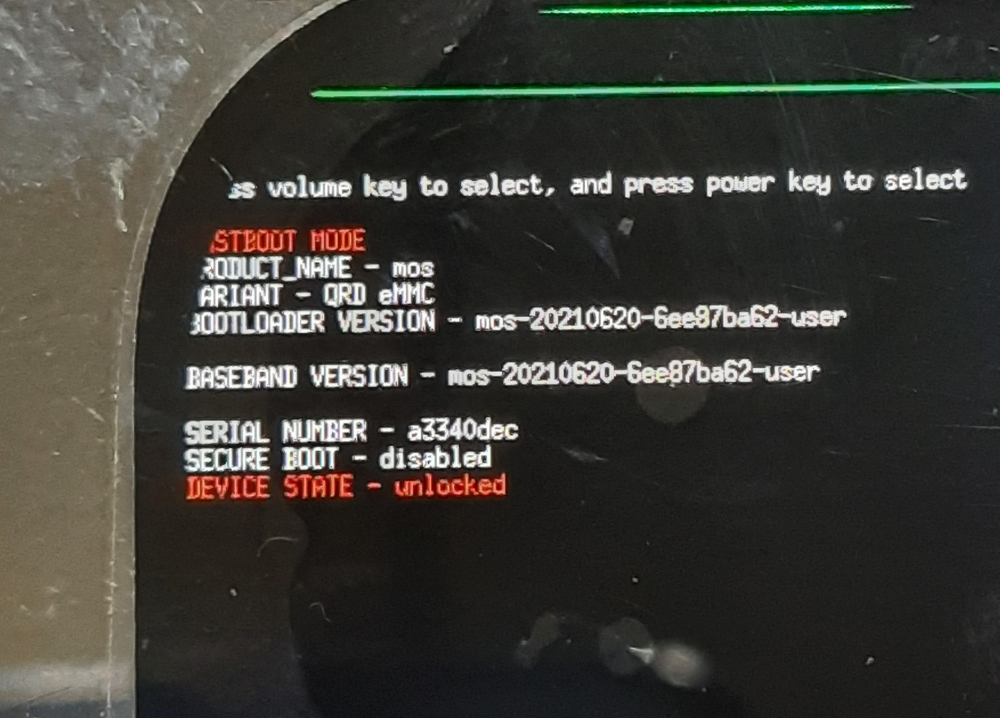 ss volume key to select, and press power key to select
STBOOT MODE
RODUCT_NAME - mos
ARIANT - QRD eMMC
BOOTLOADER VERSION - mos-20210620-6ee87ba62-user
BASEBAND VERSION - mos-20210620-6ee87ba62-user
SERIAL NUMBER - a3340dec
SECURE BOOT - disabled
DEVICE STATE - unlocked